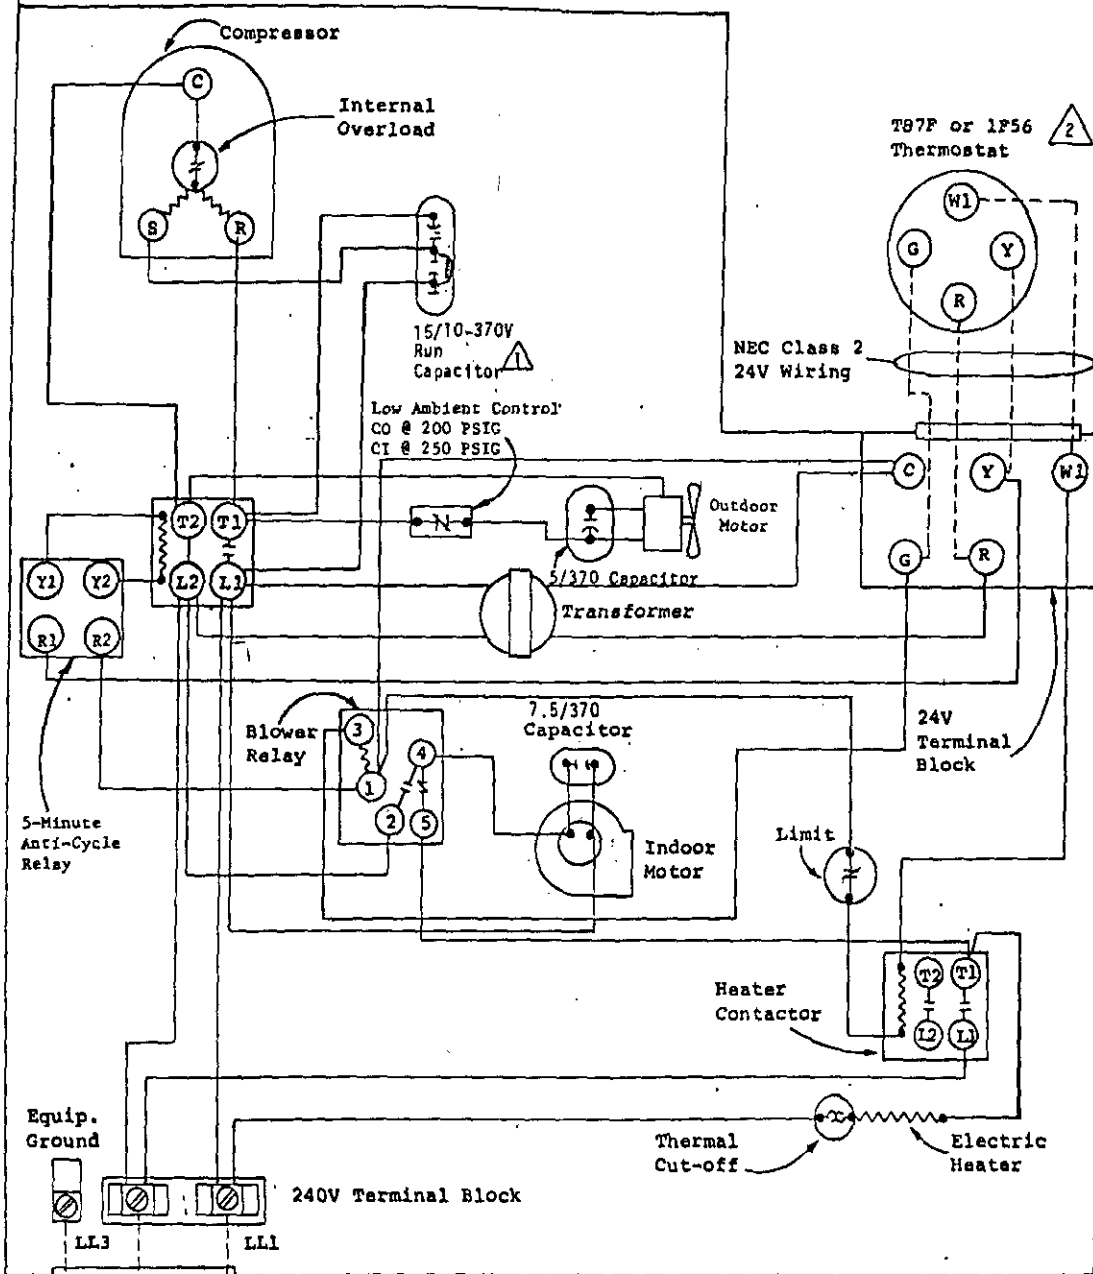 Compressor
C
Internal
Overload
S
R
15/10-370V
Run
Capacitor
1
T87F or 1F56
Thermostat
2
W1
G
Y
R
NEC Class 2
24V Wiring
Low Ambient Control
CO @ 200 PSIG
CI @ 250 PSIG
C
Y
W1
T2
T1
N
Outdoor
Motor
G
R
Y1
Y2
L2
L1
5/370 Capacitor
Transformer
R1
R2
Blower
Relay
3
4
1
2
5
7.5/370
Capacitor
24V
Terminal
Block
5-Minute
Anti-Cycle
Relay
Indoor
Motor
Limit
Heater
Contactor
T2
T1
L2
L1
Equip.
Ground
Thermal
Cut-off
Electric
Heater
240V Terminal Block
LL3
LL1